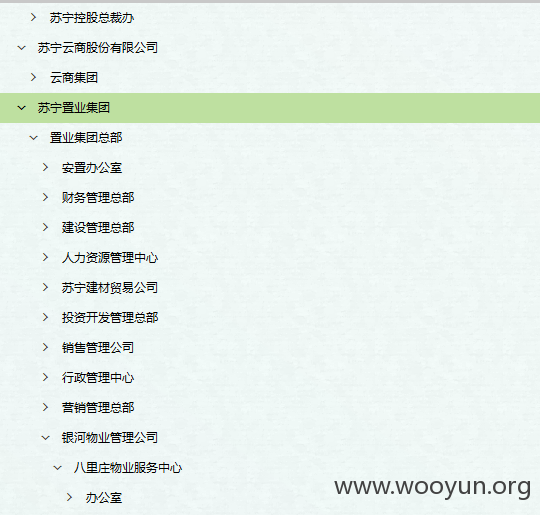 苏宁控股总裁办
苏宁云商股份有限公司
云商集团
苏宁置业集团
置业集团总部
安置办公室
财务管理总部
建设管理总部
人力资源管理中心
苏宁建材贸易公司
投资开发管理总部
销售管理公司
行政管理中心
营销管理总部
银河物业管理公司
八里庄物业服务中心
办公室
www.wooyun.org